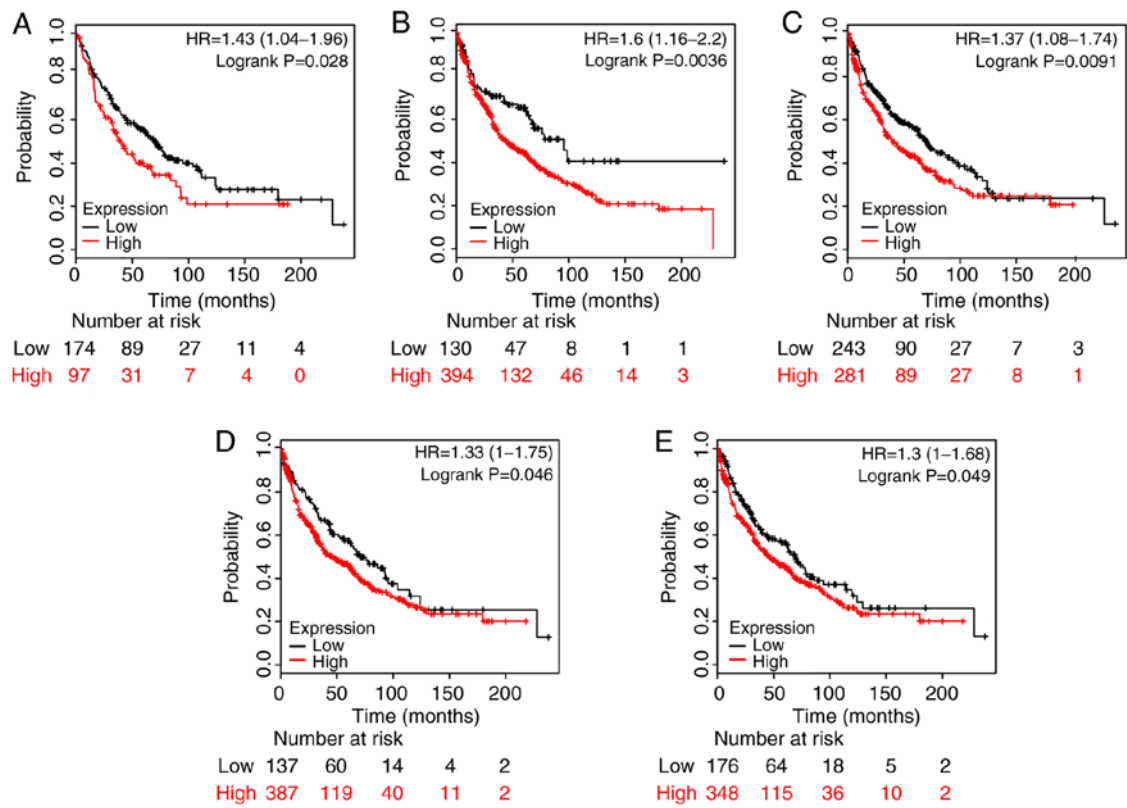 A
HR=1.43 (1.04–1.96)
Logrank P=0.028
Probability
0.0 0.2 0.4 0.6 0.8 1.0
Expression
Low
High
0 50 100 150 200
Time (months)
Number at risk
Low 174 89 27 11 4
High 97 31 7 4 0
B
HR=1.6 (1.16–2.2)
Logrank P=0.0036
Probability
0.0 0.2 0.4 0.6 0.8 1.0
Expression
Low
High
0 50 100 150 200
Time (months)
Number at risk
Low 130 47 8 1 1
High 394 132 46 14 3
C
HR=1.37 (1.08–1.74)
Logrank P=0.0091
Probability
0.0 0.2 0.4 0.6 0.8 1.0
Expression
Low
High
0 50 100 150 200
Time (months)
Number at risk
Low 243 90 27 7 3
High 281 89 27 8 1
D
HR=1.33 (1–1.75)
Logrank P=0.046
Probability
0.0 0.2 0.4 0.6 0.8 1.0
Expression
Low
High
0 50 100 150 200
Time (months)
Number at risk
Low 137 60 14 4 2
High 387 119 40 11 2
E
HR=1.3 (1–1.68)
Logrank P=0.049
Probability
0.0 0.2 0.4 0.6 0.8 1.0
Expression
Low
High
0 50 100 150 200
Time (months)
Number at risk
Low 176 64 18 5 2
High 348 115 36 10 2